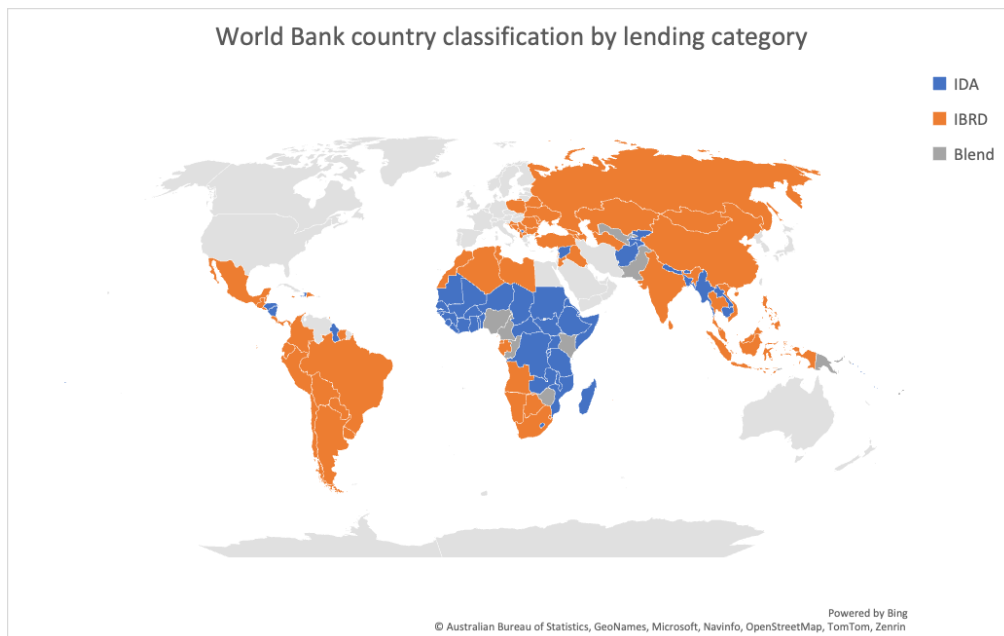 World Bank country classification by lending category
IDA
IBRD
Blend
Powered by Bing
© Australian Bureau of Statistics, GeoNames, Microsoft, Navinfo, OpenStreetMap, TomTom, Zenrin